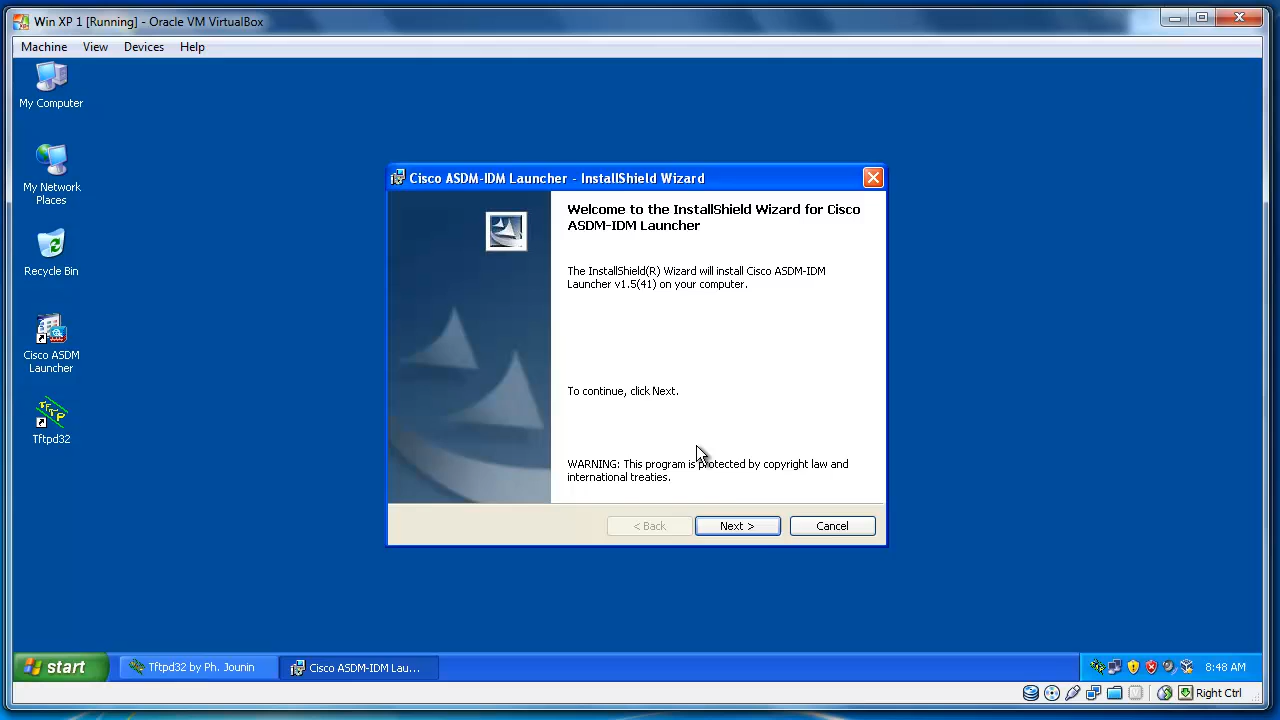 Win XP 1 [Running] - Oracle VM VirtualBox
Machine View Devices Help
My Computer
My Network
Places
Recycle Bin
Cisco ASDM
Launcher
TFTP
Tftpd32
Cisco ASDM-IDM Launcher - InstallShield Wizard
Welcome to the InstallShield Wizard for Cisco
ASDM-IDM Launcher
The InstallShield(R) Wizard will install Cisco ASDM-IDM
Launcher v1.5(41) on your computer.
To continue, click Next.
WARNING: This program is protected by copyright law and
international treaties.
< Back Next > Cancel
start Tftpd32 by Ph. Jounin Cisco ASDM-IDM Lau... 8:48 AM
Right Ctrl